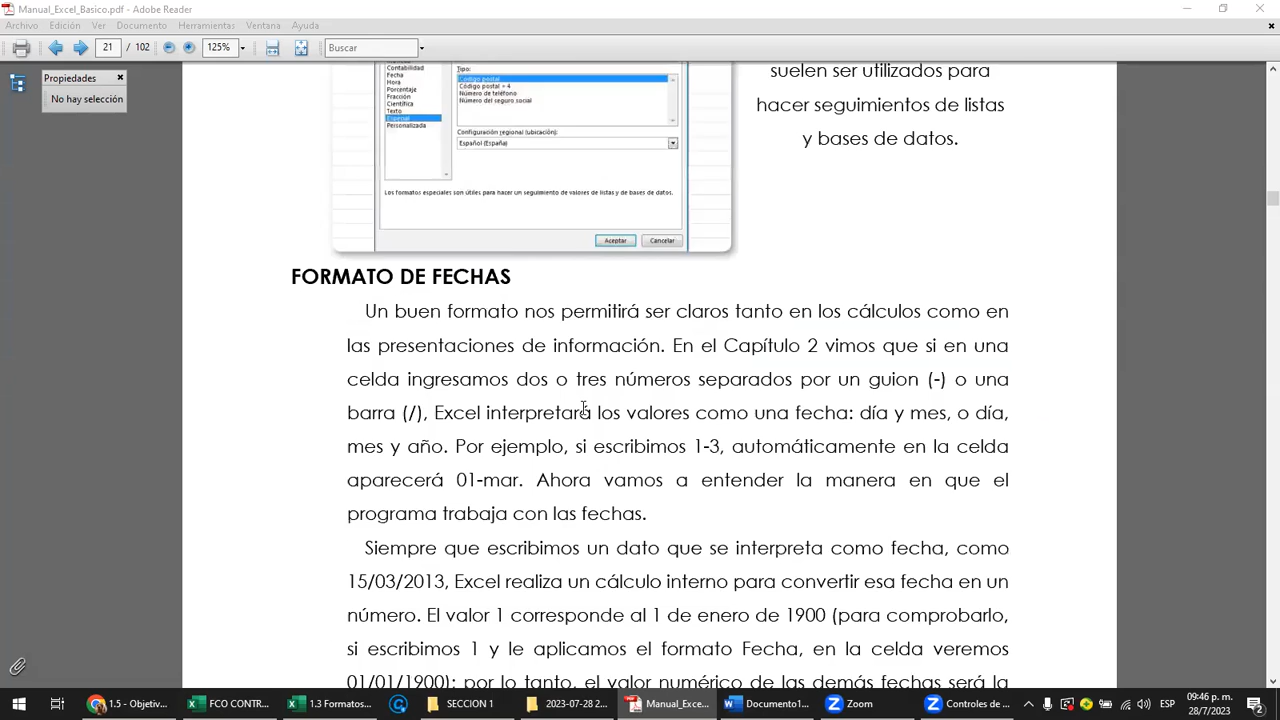 Manual_Excel_Basico.pdf - Adobe Reader
Archivo Edición Ver Documento Herramientas Ventana Ayuda
21 / 102 125% Buscar
Propiedades
No hay selección
Contabilidad
Fecha
Hora
Porcentaje
Fracción
Científica
Texto
Especial
Personalizada
Tipo:
Código postal
Código postal + 4
Número de teléfono
Número del seguro social
Configuración regional (ubicación):
Español (España)
Los formatos especiales son útiles para hacer un seguimiento de valores de listas y de bases de datos.
Aceptar Cancelar
suelen ser utilizados para
hacer seguimientos de listas
y bases de datos.
FORMATO DE FECHAS
Un buen formato nos permitirá ser claros tanto en los cálculos como en
las presentaciones de información. En el Capítulo 2 vimos que si en una
celda ingresamos dos o tres números separados por un guion (-) o una
barra (/), Excel interpretará los valores como una fecha: día y mes, o día,
mes y año. Por ejemplo, si escribimos 1-3, automáticamente en la celda
aparecerá 01-mar. Ahora vamos a entender la manera en que el
programa trabaja con las fechas.
Siempre que escribimos un dato que se interpreta como fecha, como
15/03/2013, Excel realiza un cálculo interno para convertir esa fecha en un
número. El valor 1 corresponde al 1 de enero de 1900 (para comprobarlo,
si escribimos 1 y le aplicamos el formato Fecha, en la celda veremos
01/01/1900); por lo tanto, el valor numérico de las demás fechas será la
1.5 - Objetiv... FCO CONTR... 1.3 Formatos... SECCION 1 2023-07-28 2... Manual_Exce... Documento1... Zoom Controles de ... ESP 09:46 p. m.
28/7/2023